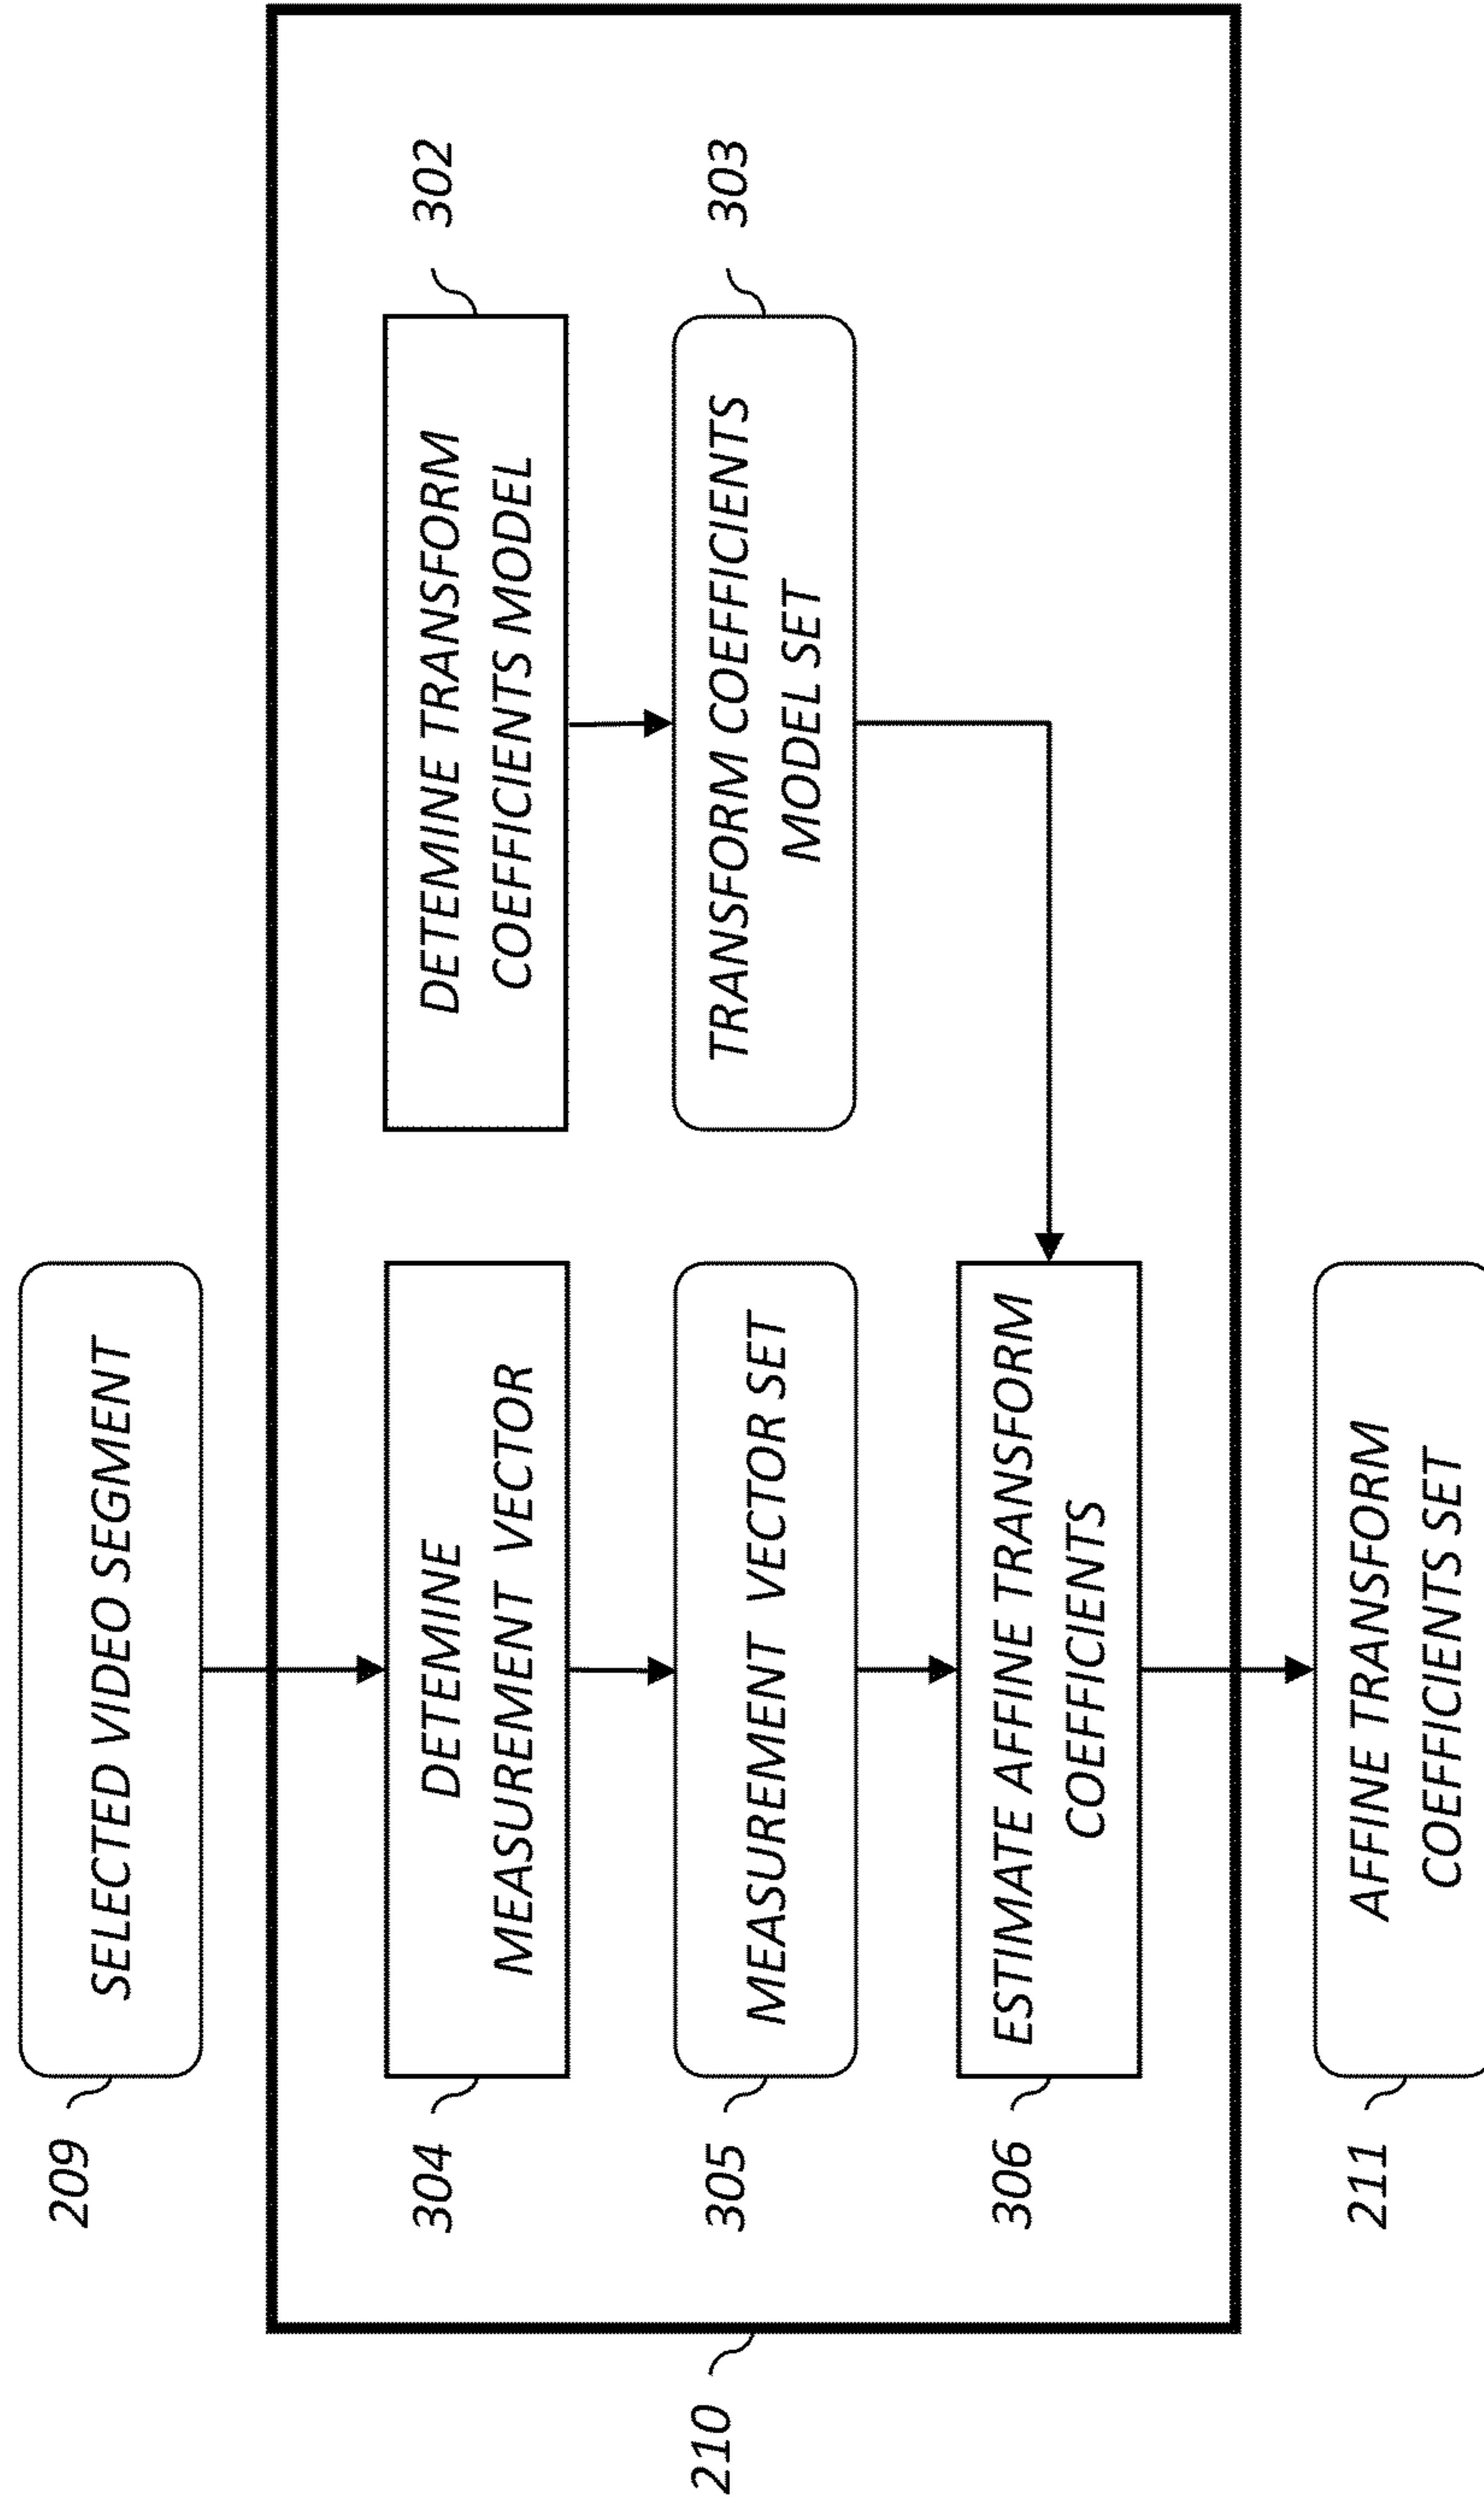 209
SELECTED VIDEO SEGMENT
210
304
DETEMINE
MEASUREMENT VECTOR
DETEMINE TRANSFORM
COEFFICIENTS MODEL
302
305
MEASUREMENT VECTOR SET
TRANSFORM COEFFICIENTS
MODEL SET
303
306
ESTIMATE AFFINE TRANSFORM
COEFFICIENTS
211
AFFINE TRANSFORM
COEFFICIENTS SET